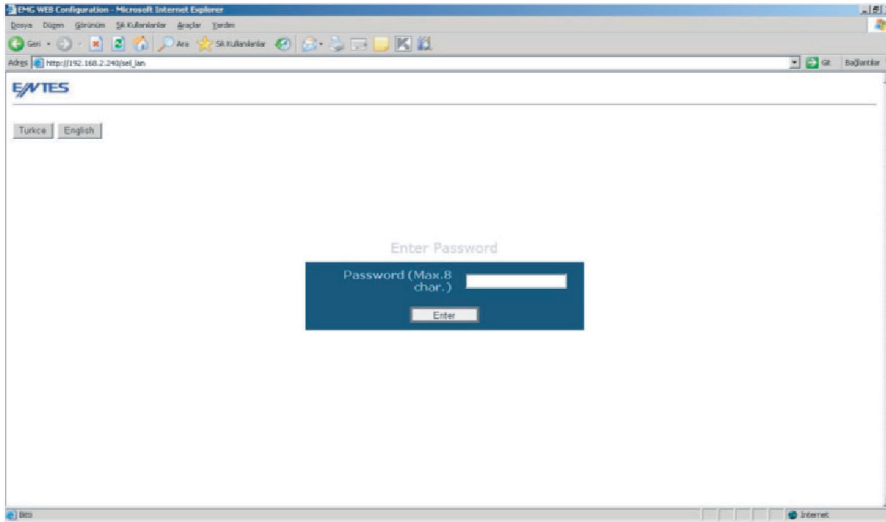 EMG WEB Configuration - Microsoft Internet Explorer
Dosya Düzen Görünüm Sık Kullanılanlar Araçlar Yardım
Geri Ara Sık Kullanılanlar
Adres http://192.168.2.240/sel_lan Git Bağlantılar
ENTES
Turkce English
Enter Password
Password (Max.8
char.)
Enter
Bitti Internet